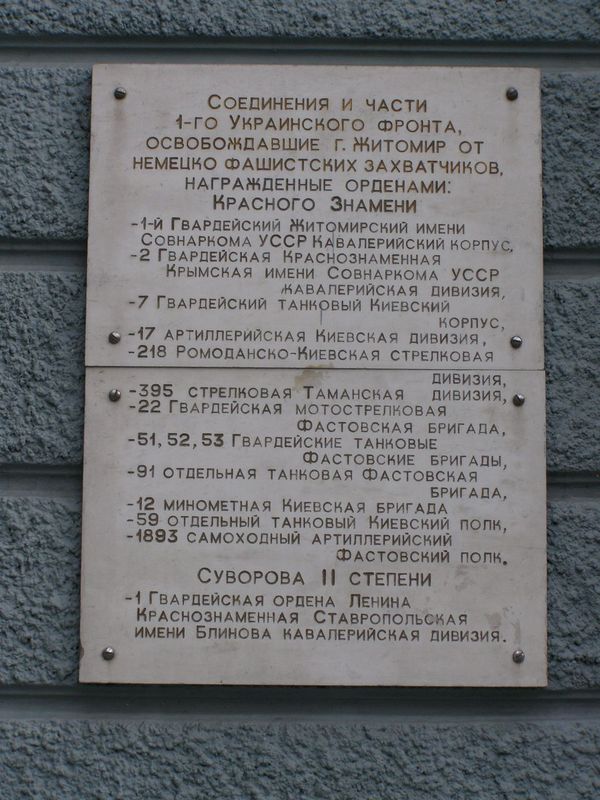 Соединения и части
1-го Украинского фронта,
освобождавшие г. Житомир от
немецко фашистских захватчиков,
награжденные орденами:
Красного Знамени
-1-й Гвардейский Житомирский имени
Совнаркома УССР кавалерийский корпус,
-2 Гвардейская Краснознаменная
Крымская имени Совнаркома УССР
кавалерийская дивизия,
-7 Гвардейский танковый Киевский
корпус,
-17 артиллерийская Киевская дивизия,
-218 Ромоданско-Киевская стрелковая
дивизия,
-395 стрелковая Таманская дивизия,
-22 Гвардейская мотострелковая
Фастовская бригада,
-51, 52, 53 Гвардейские танковые
Фастовские бригады,
-91 отдельная танковая Фастовская
бригада,
-12 минометная Киевская бригада
-59 отдельный танковый Киевский полк,
-1893 самоходный артиллерийский
Фастовский полк.
Суворова II степени
-1 Гвардейская ордена Ленина
Краснознаменная Ставропольская
имени Блинова кавалерийская дивизия.